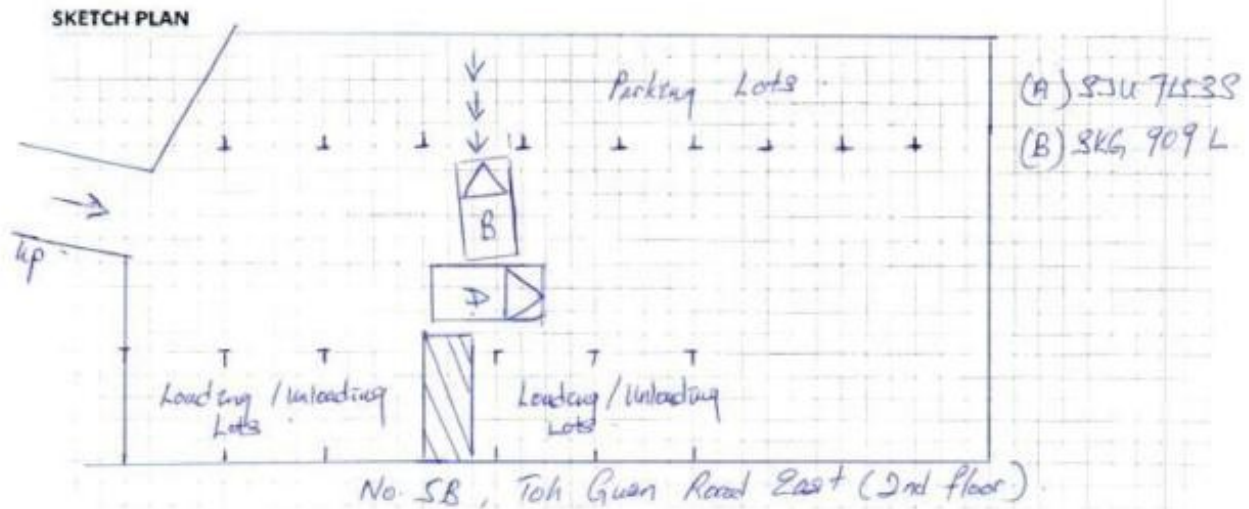 SKETCH PLAN
Parking Lots
(A) SJU 7153S
(B) SKG 909 L
up
B
Loading / Unloading
Lots
Loading / Unloading
Lots
No. 5B, Toh Guan Road East (2nd floor).